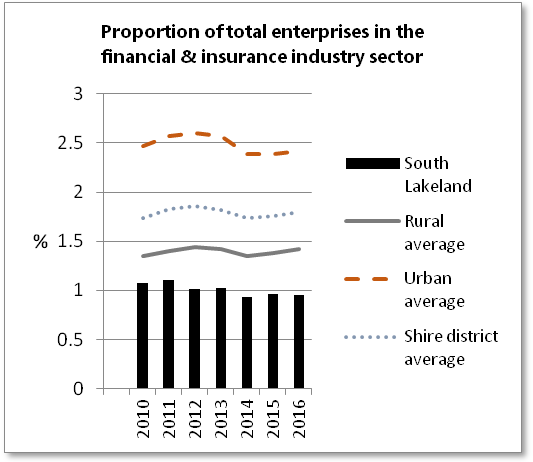 Proportion of total enterprises in the
financial & insurance industry sector
3
2.5
2
1.5
1
0.5
0
%
2010
2011
2012
2013
2014
2015
2016
South
Lakeland
Rural
average
Urban
average
Shire district
average